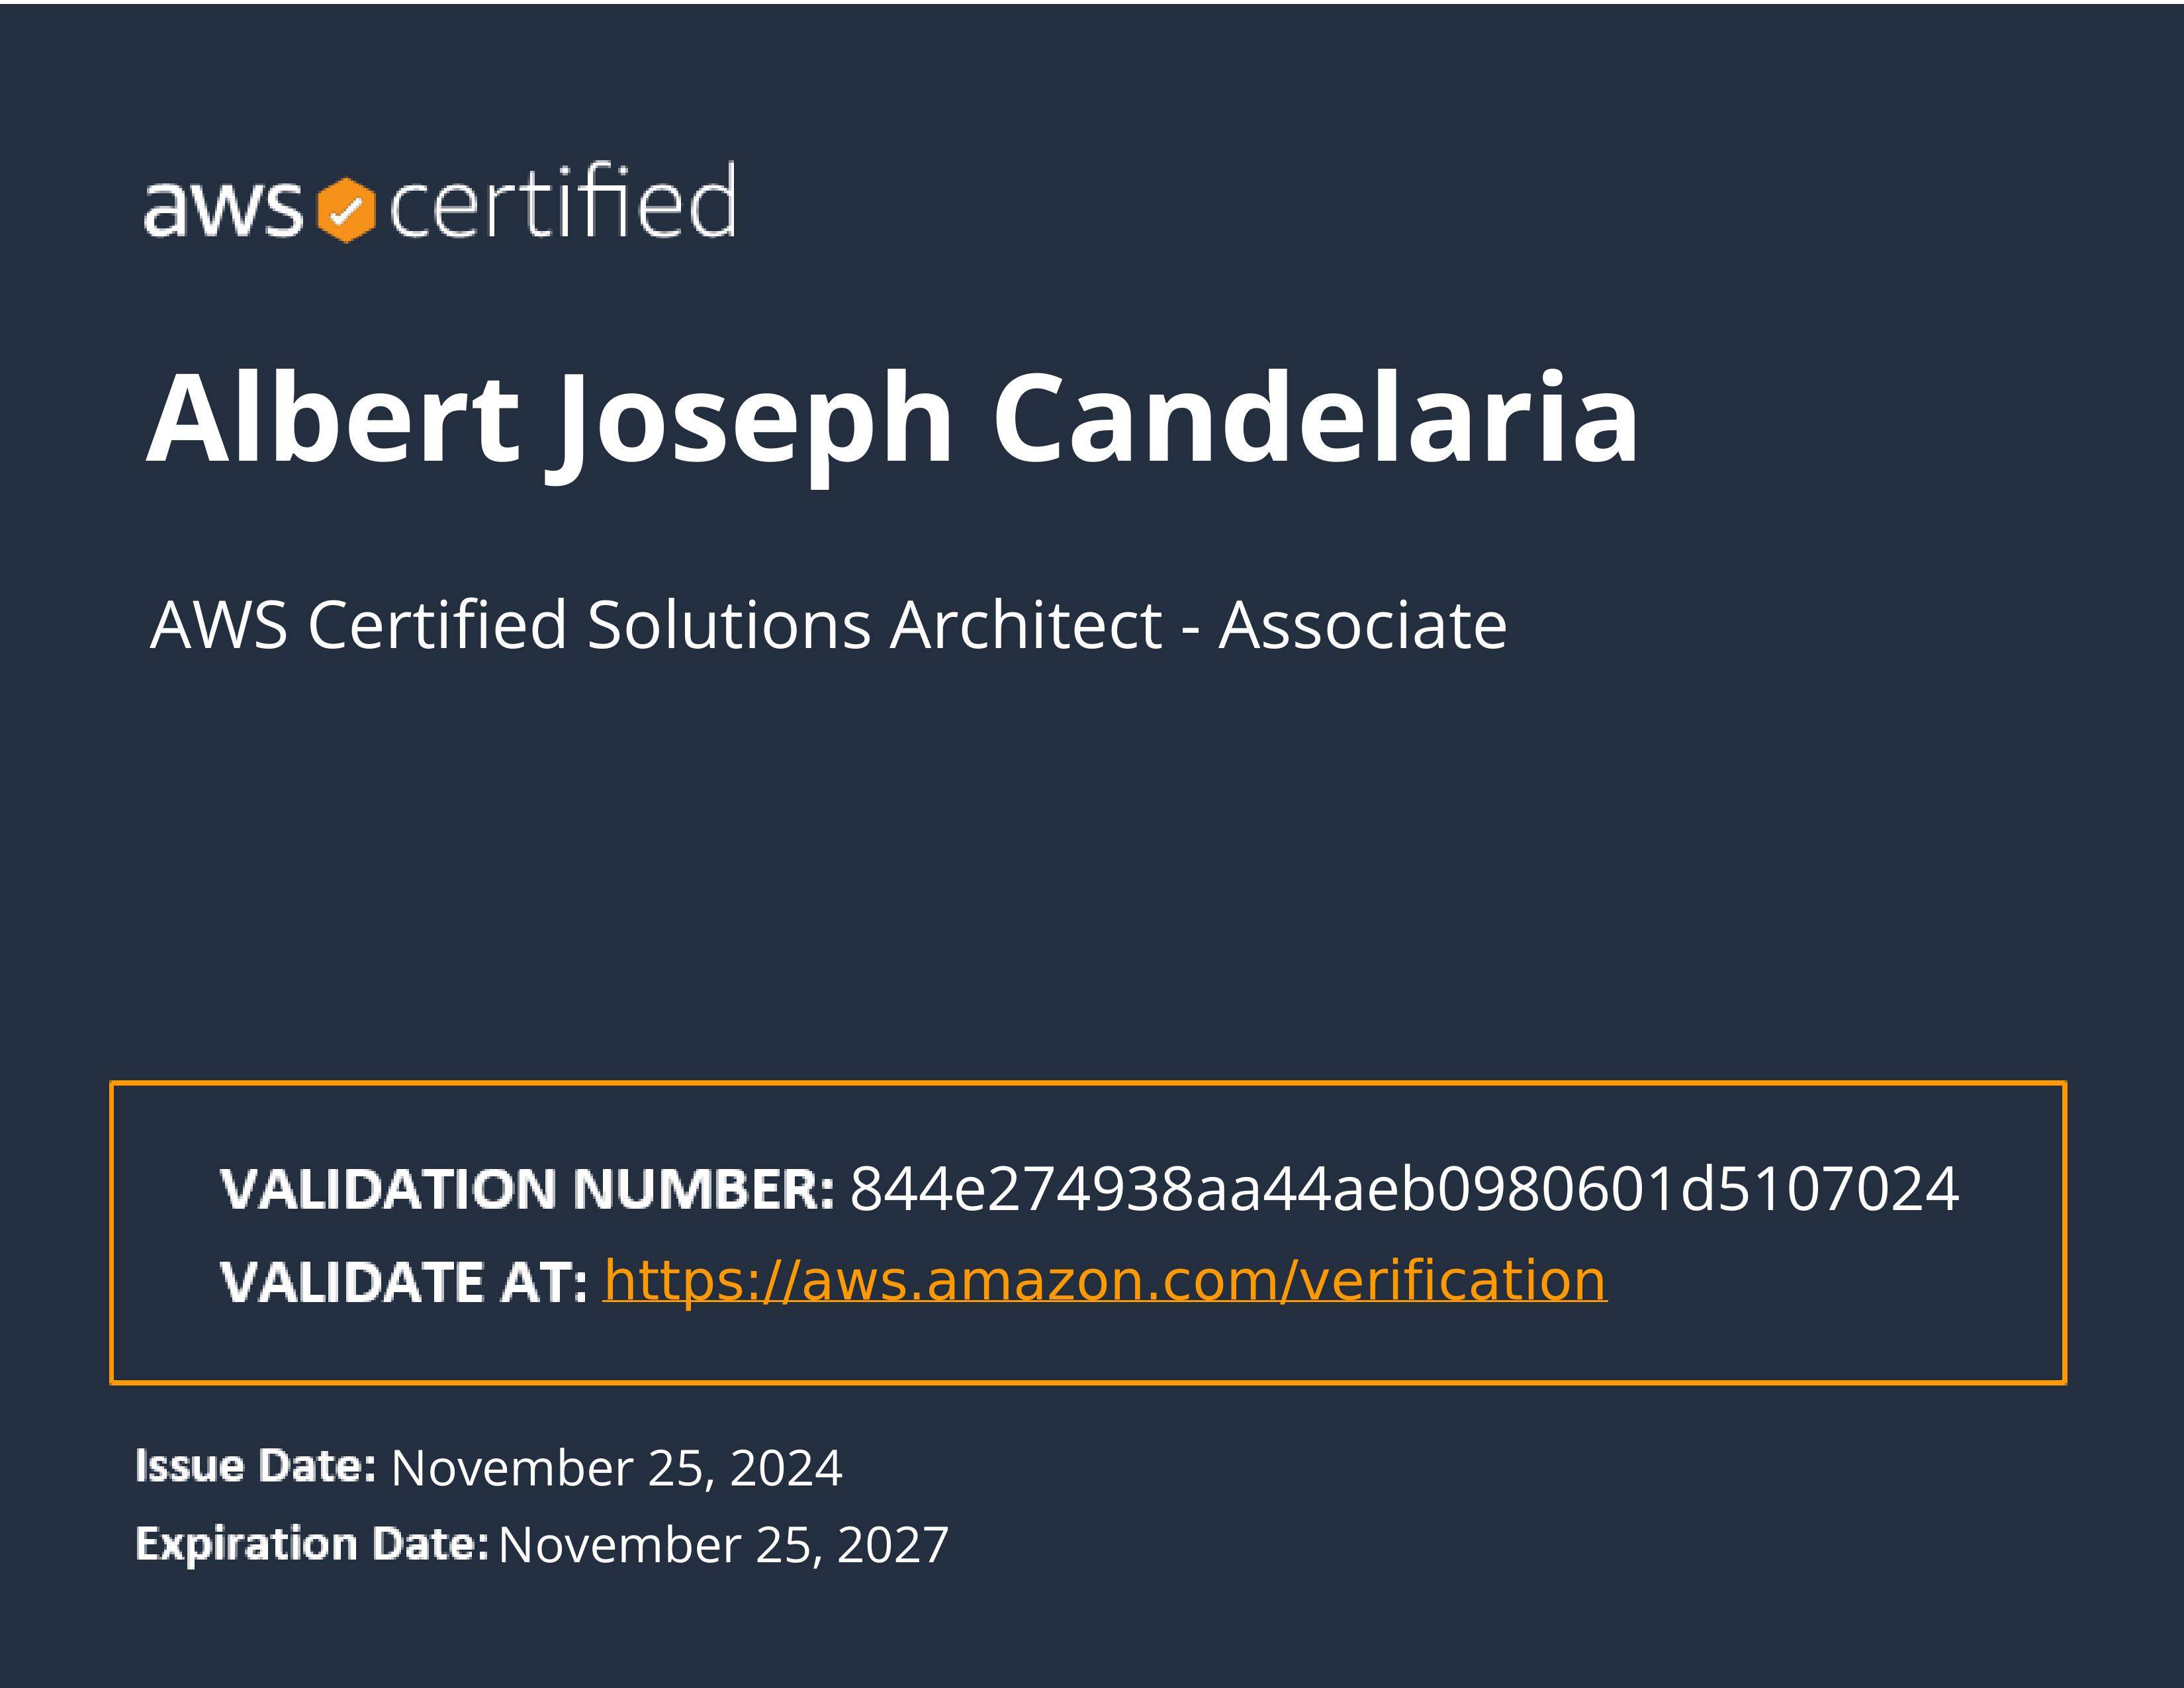 aws certified
Albert Joseph Candelaria
AWS Certified Solutions Architect - Associate
VALIDATION NUMBER: 844e274938aa44aeb0980601d5107024
VALIDATE AT: https://aws.amazon.com/verification
Issue Date: November 25, 2024
Expiration Date: November 25, 2027